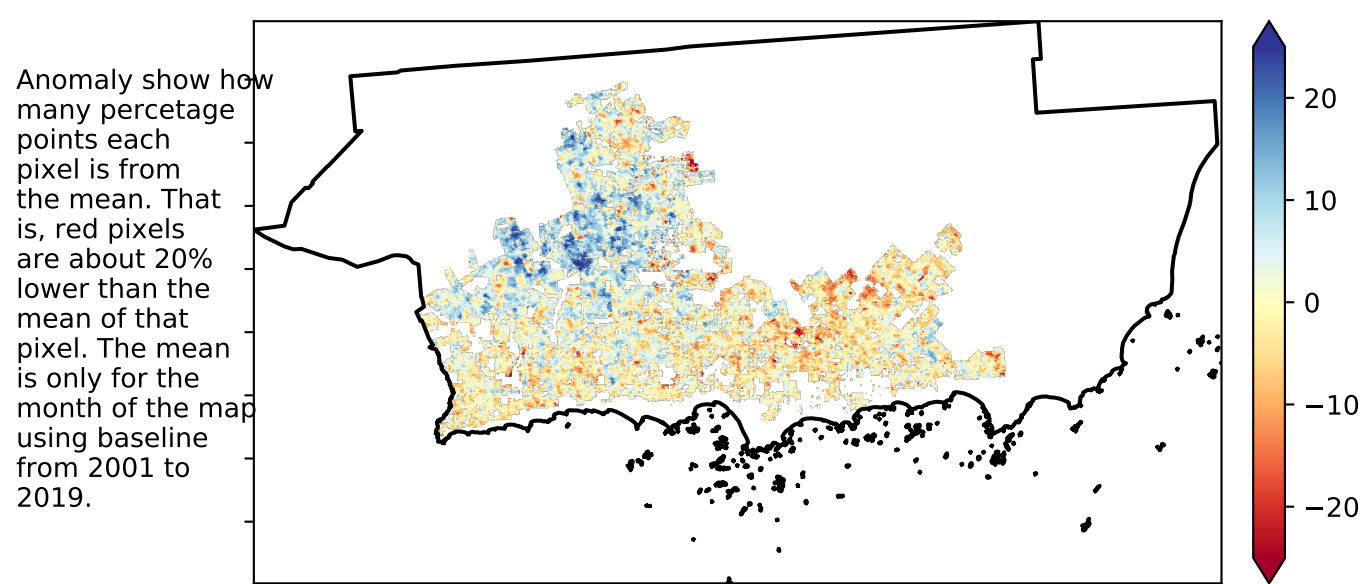 Anomaly show how
many percetage
points each
pixel is from
the mean. That
is, red pixels
are about 20%
lower than the
mean of that
pixel. The mean
is only for the
month of the map
using baseline
from 2001 to
2019.
20
10
0
−10
−20